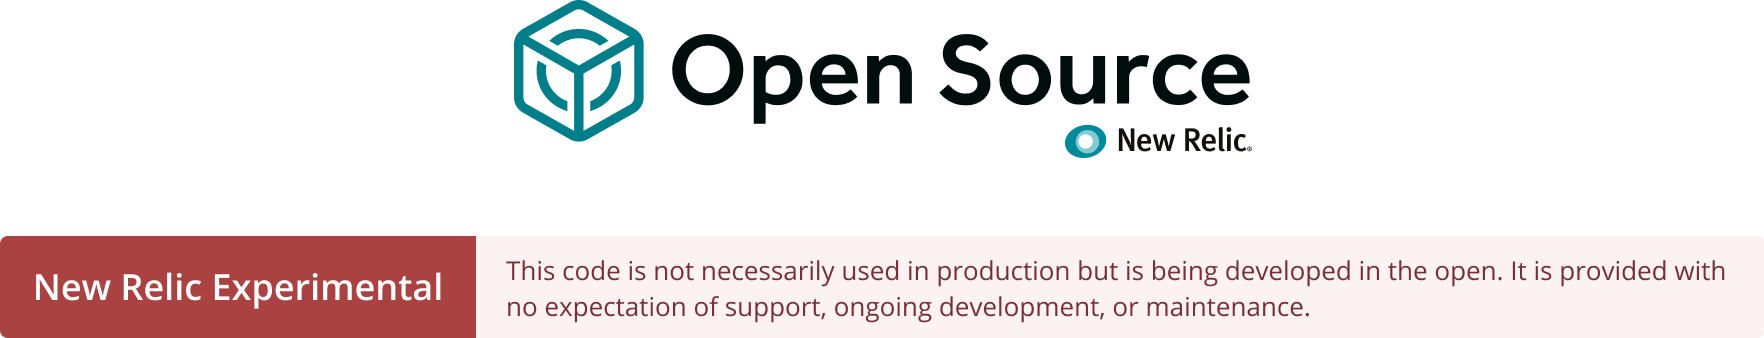 Open Source
New Relic®
New Relic Experimental
This code is not necessarily used in production but is being developed in the open. It is provided with
no expectation of support, ongoing development, or maintenance.